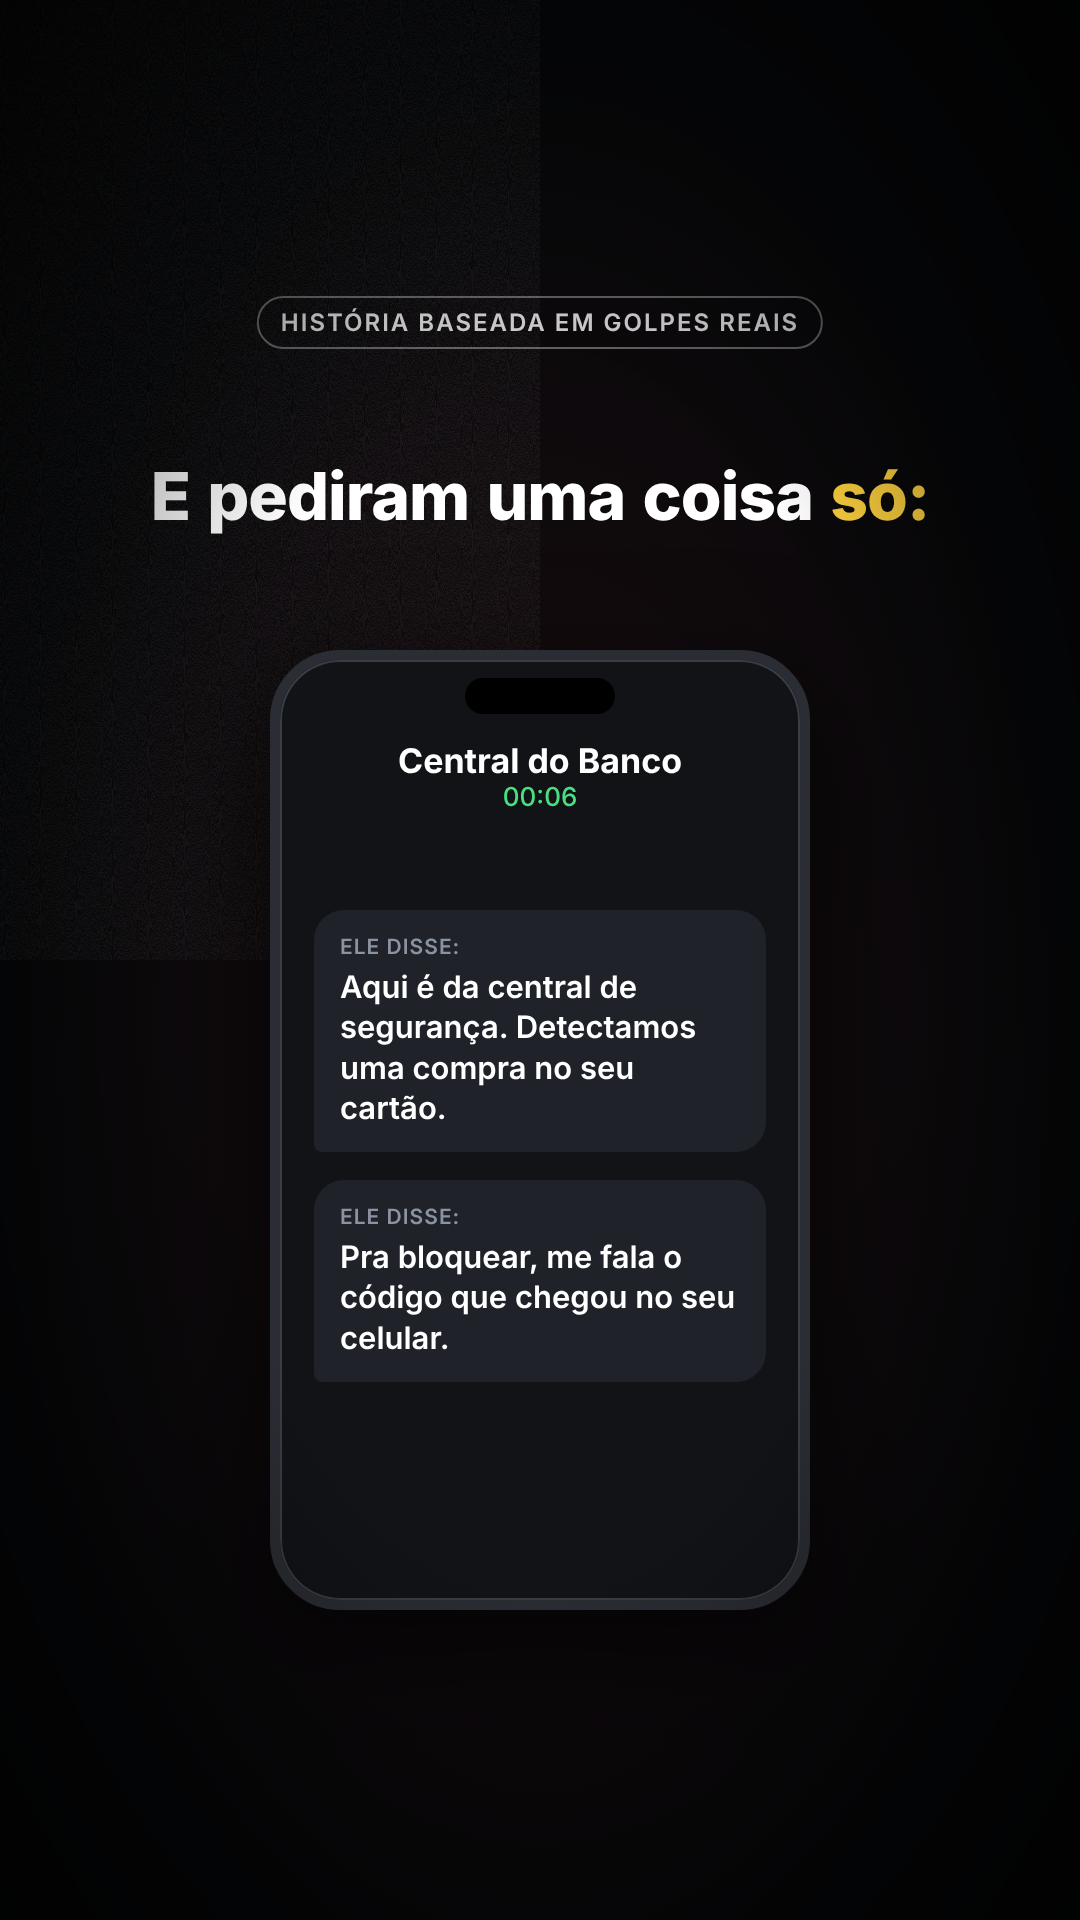 HISTÓRIA BASEADA EM GOLPES REAIS
E pediram uma coisa só:
Central do Banco
00:06
ELE DISSE:
Aqui é da central de
segurança. Detectamos
uma compra no seu
cartão.
ELE DISSE:
Pra bloquear, me fala o
código que chegou no seu
celular.